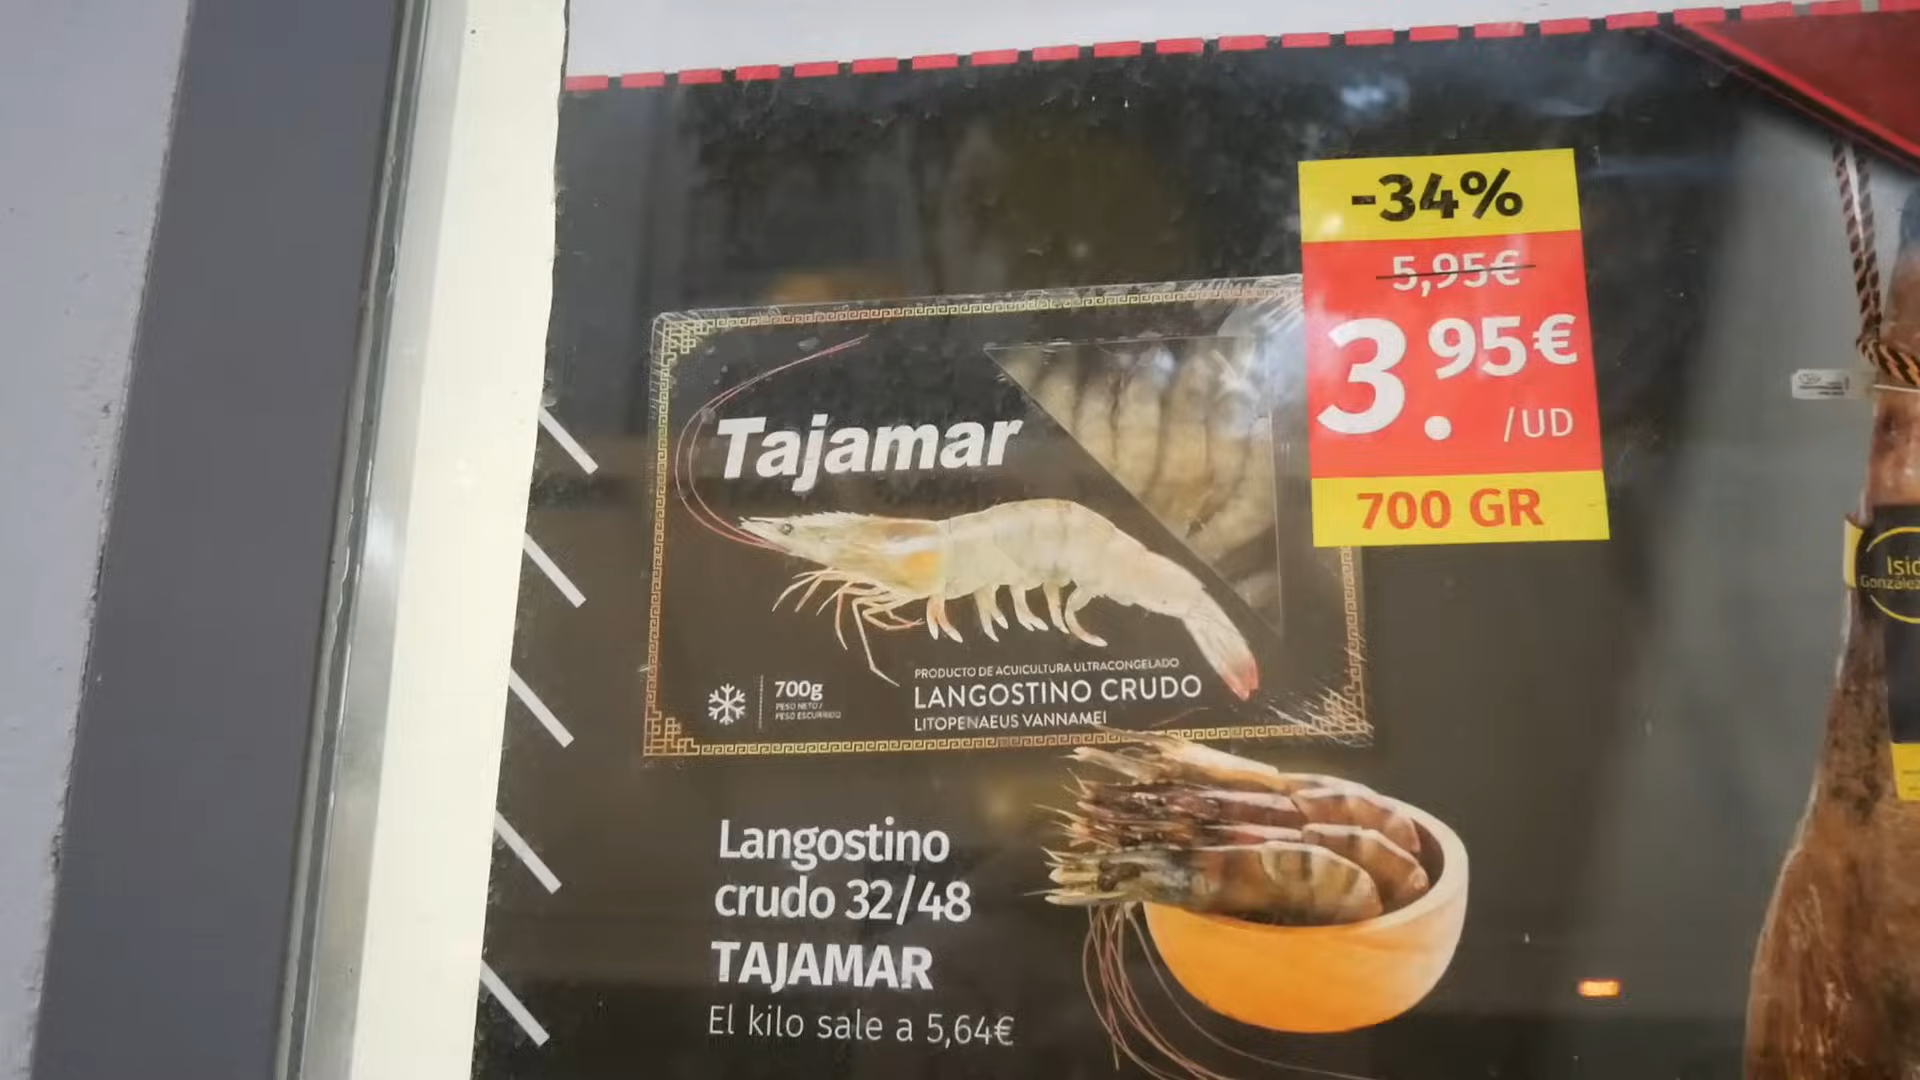 -34%
5,95€
3.95€
/UD
700 GR
Tajamar
700g
PESO NETO/
PESO ESCURRIDO
PRODUCTO DE ACUICULTURA ULTRACONGELADO
LANGOSTINO CRUDO
LITOPENAEUS VANNAMEI
Langostino
crudo 32/48
TAJAMAR
El kilo sale a 5,64€